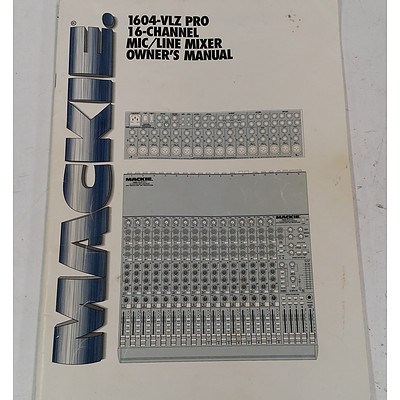 1604-VLZ PRO
16-CHANNEL
MIC/LINE MIXER
OWNER'S MANUAL
MACKIE.
MACKIE.
MACKIE.